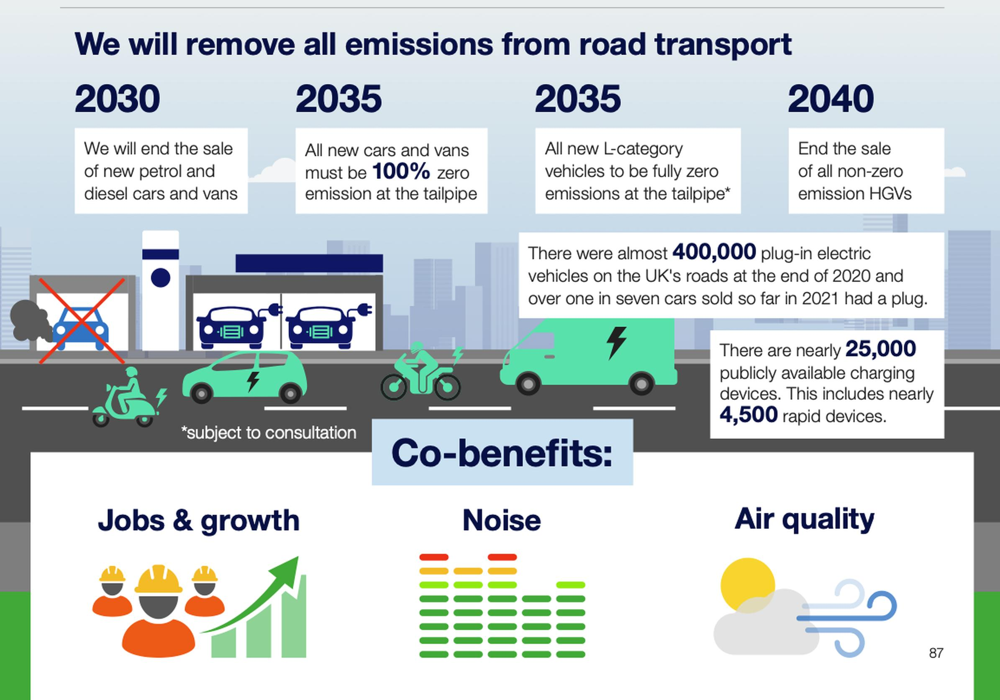 We will remove all emissions from road transport
2030
We will end the sale
of new petrol and
diesel cars and vans
2035
All new cars and vans
must be 100% zero
emission at the tailpipe
2035
All new L-category
vehicles to be fully zero
emissions at the tailpipe*
2040
End the sale
of all non-zero
emission HGVs
There were almost 400,000 plug-in electric
vehicles on the UK's roads at the end of 2020 and
over one in seven cars sold so far in 2021 had a plug.
There are nearly 25,000
publicly available charging
devices. This includes nearly
4,500 rapid devices.
*subject to consultation
Co-benefits:
Jobs & growth
Noise
Air quality
87